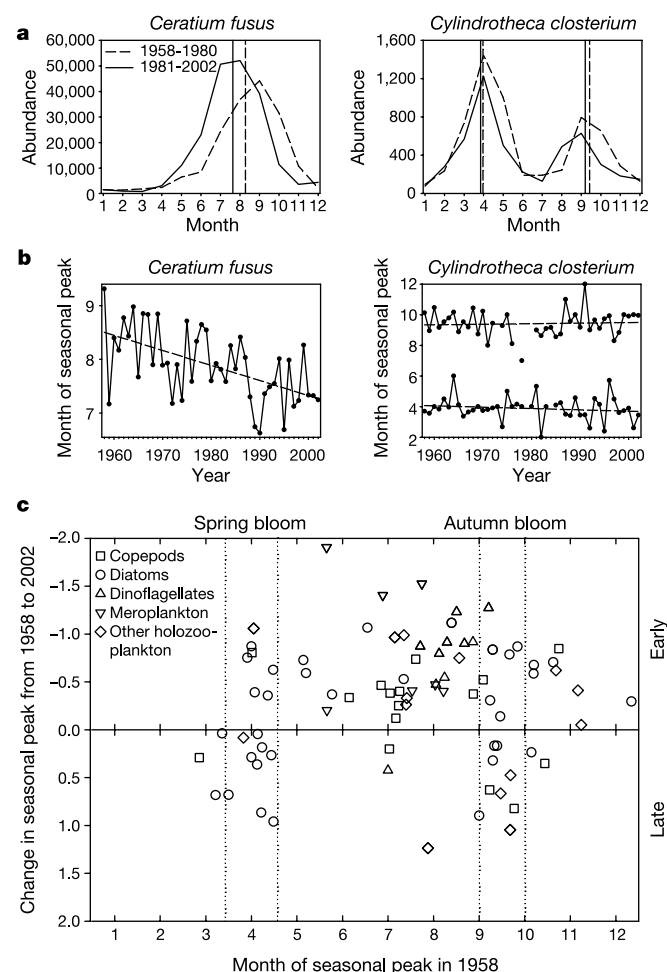 a
Ceratium fusus
Cylindrotheca closterium
Abundance
60,000
50,000
40,000
30,000
20,000
10,000
0
1958-1980
1981-2002
1 2 3 4 5 6 7 8 9 10 11 12
Month
Abundance
1,600
1,200
800
400
0
1 2 3 4 5 6 7 8 9 10 11 12
Month
b
Ceratium fusus
Cylindrotheca closterium
Month of seasonal peak
9
8
7
1960 1970 1980 1990 2000
Year
Month of seasonal peak
12
10
8
6
4
2
1960 1970 1980 1990 2000
Year
c
Spring bloom
Autumn bloom
Change in seasonal peak from 1958 to 2002
-2.0
-1.5
-1.0
-0.5
0.0
0.5
1.0
1.5
2.0
Copepods
Diatoms
Dinoflagellates
Meroplankton
Other holozoo-
plankton
Early
Late
1 2 3 4 5 6 7 8 9 10 11 12
Month of seasonal peak in 1958